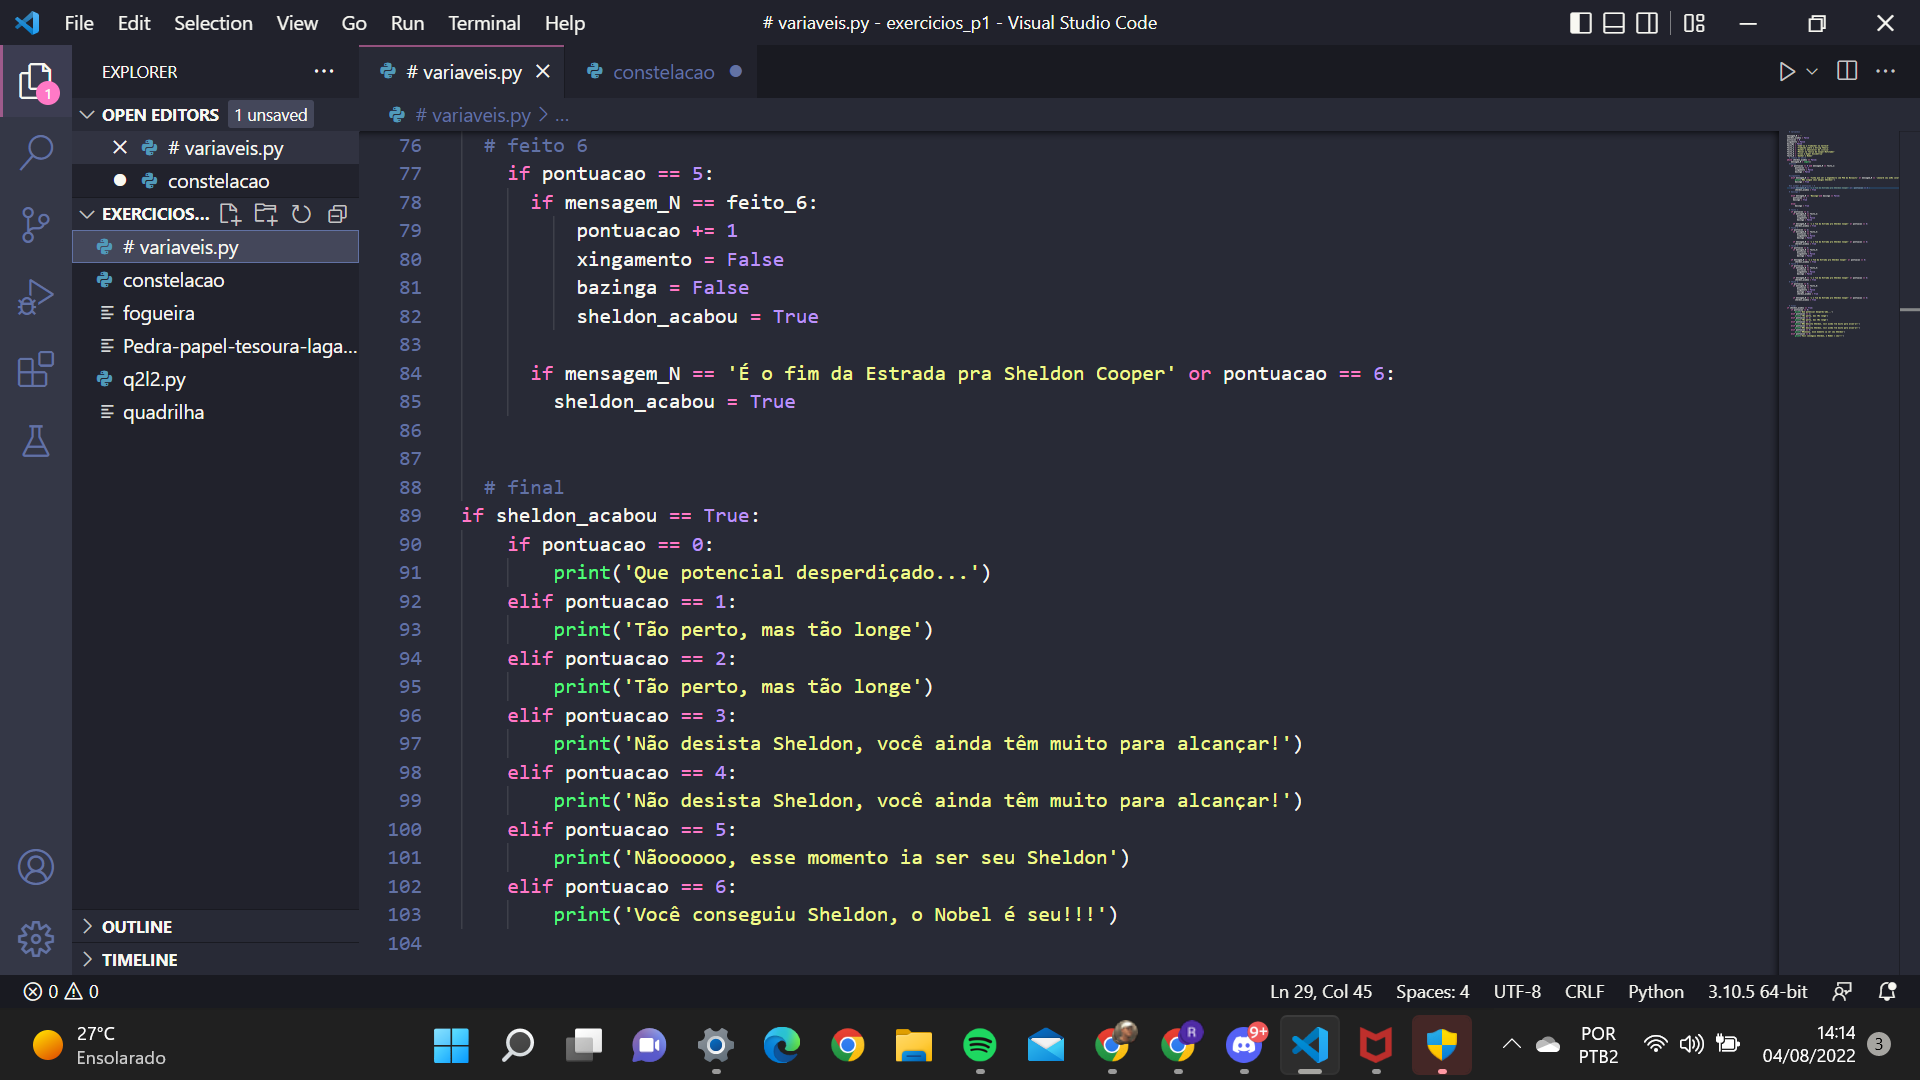 File Edit Selection View Go Run Terminal Help
# variaveis.py - exercicios_p1 - Visual Studio Code
EXPLORER
1
OPEN EDITORS 1 unsaved
# variaveis.py
constelacao
EXERCICIOS...
# variaveis.py
constelacao
fogueira
Pedra-papel-tesoura-laga...
q2l2.py
quadrilha
OUTLINE
TIMELINE
# variaveis.py constelacao
# variaveis.py > ...
76 # feito 6
77 if pontuacao == 5:
78 if mensagem_N == feito_6:
79 pontuacao += 1
80 xingamento = False
81 bazinga = False
82 sheldon_acabou = True
83
84 if mensagem_N == 'É o fim da Estrada pra Sheldon Cooper' or pontuacao == 6:
85 sheldon_acabou = True
86
87
88 # final
89 if sheldon_acabou == True:
90 if pontuacao == 0:
91 print('Que potencial desperdiçado...')
92 elif pontuacao == 1:
93 print('Tão perto, mas tão longe')
94 elif pontuacao == 2:
95 print('Tão perto, mas tão longe')
96 elif pontuacao == 3:
97 print('Não desista Sheldon, você ainda têm muito para alcançar!')
98 elif pontuacao == 4:
99 print('Não desista Sheldon, você ainda têm muito para alcançar!')
100 elif pontuacao == 5:
101 print('Nãoooooo, esse momento ia ser seu Sheldon')
102 elif pontuacao == 6:
103 print('Você conseguiu Sheldon, o Nobel é seu!!!')
104
0 0
Ln 29, Col 45 Spaces: 4 UTF-8 CRLF Python 3.10.5 64-bit
27°C
Ensolarado
R
9+
POR
PTB2
14:14
04/08/2022
3